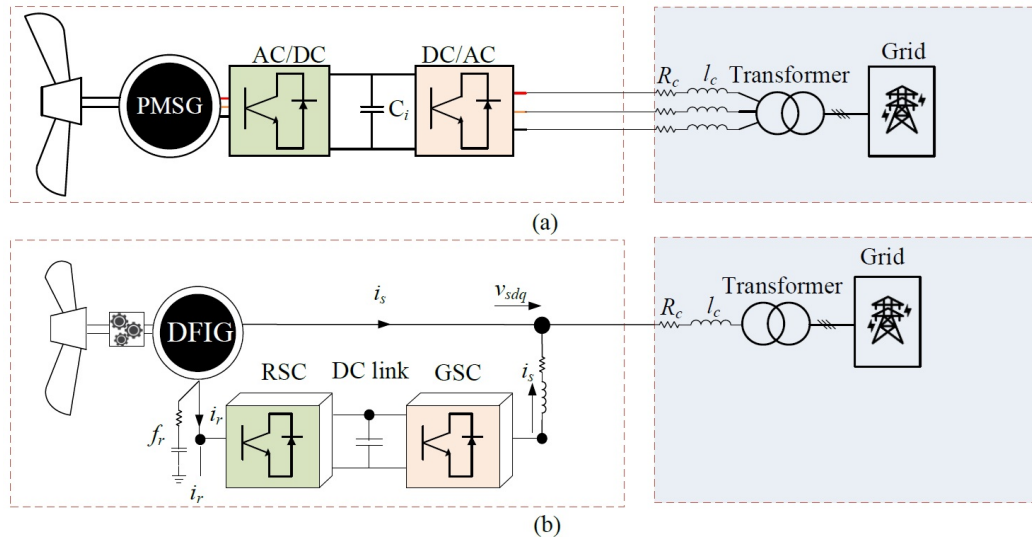 AC/DC
DC/AC
PMSG
C_i
R_c
l_c
Transformer
Grid
(a)
DFIG
i_s
v_sdq
RSC
DC link
GSC
i_s
f_r
i_r
i_r
R_c
l_c
Transformer
Grid
(b)